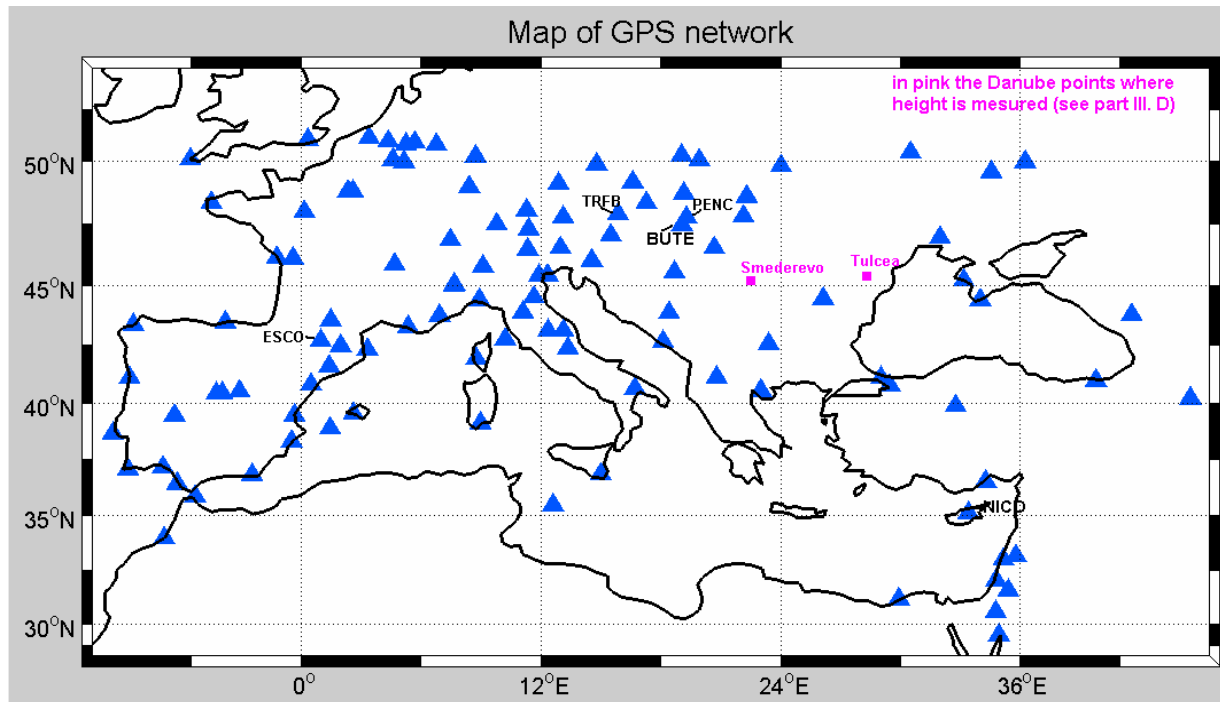 Map of GPS network
in pink the Danube points where
height is mesured (see part III. D)
50°N
TRFB
PENC
BUTE
Smederevo
Tulcea
45°N
ESCO
40°N
35°N
NICO
30°N
0°
12°E
24°E
36°E